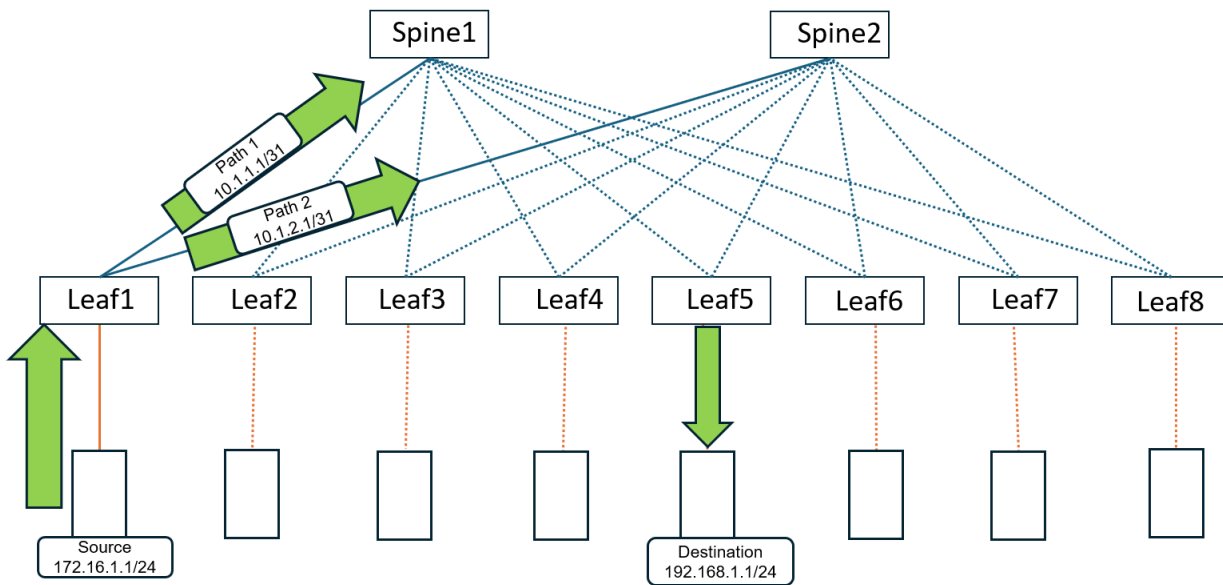 Spine1
Spine2
Path 1
10.1.1.1/31
Path 2
10.1.2.1/31
Leaf1
Leaf2
Leaf3
Leaf4
Leaf5
Leaf6
Leaf7
Leaf8
Source
172.16.1.1/24
Destination
192.168.1.1/24